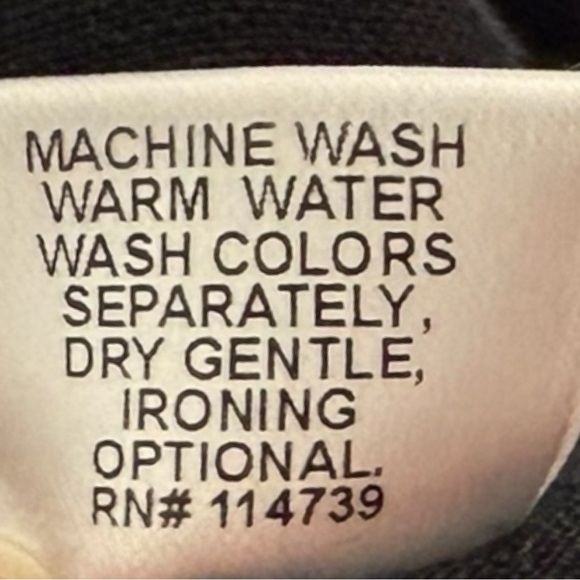 MACHINE WASH
WARM WATER
WASH COLORS
SEPARATELY,
DRY GENTLE,
IRONING
OPTIONAL.
RN# 114739